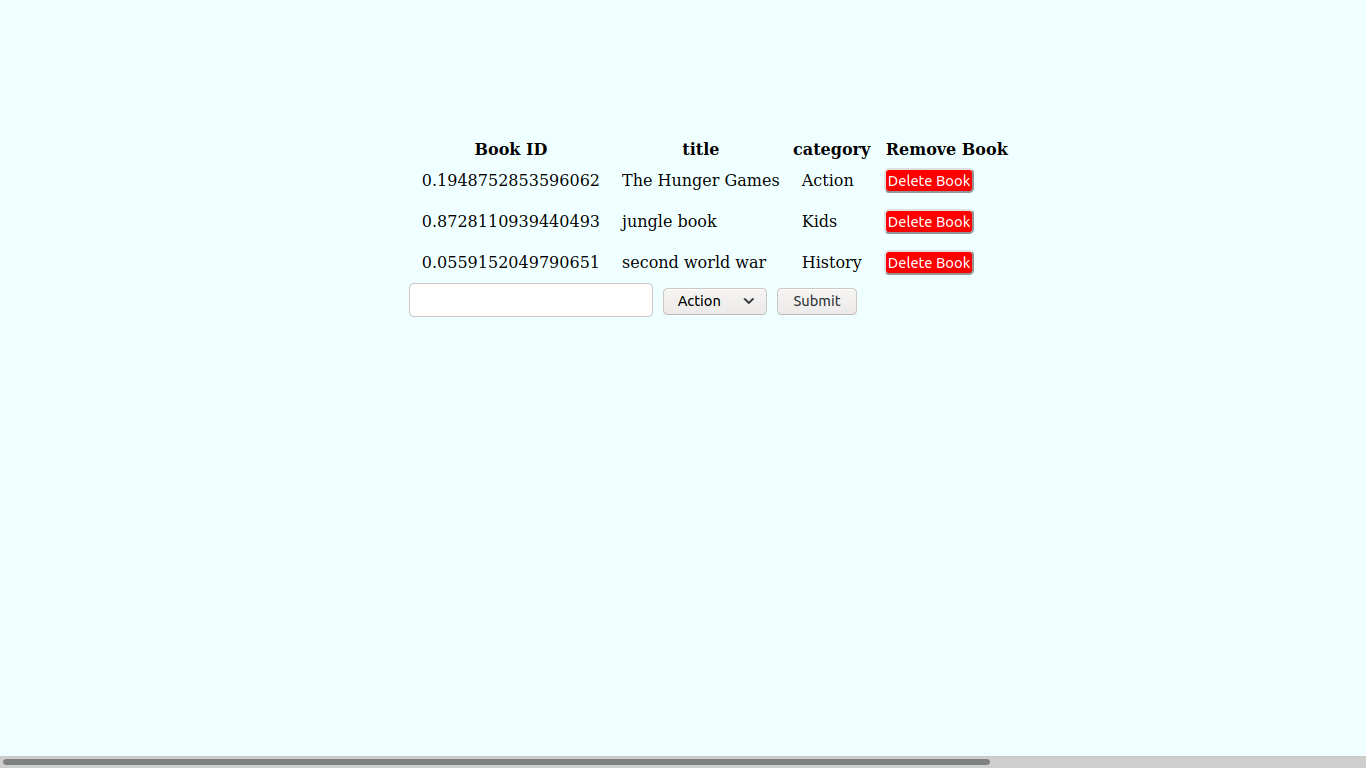 Book ID title category Remove Book
0.1948752853596062 The Hunger Games Action Delete Book
0.8728110939440493 jungle book Kids Delete Book
0.0559152049790651 second world war History Delete Book
Action Submit